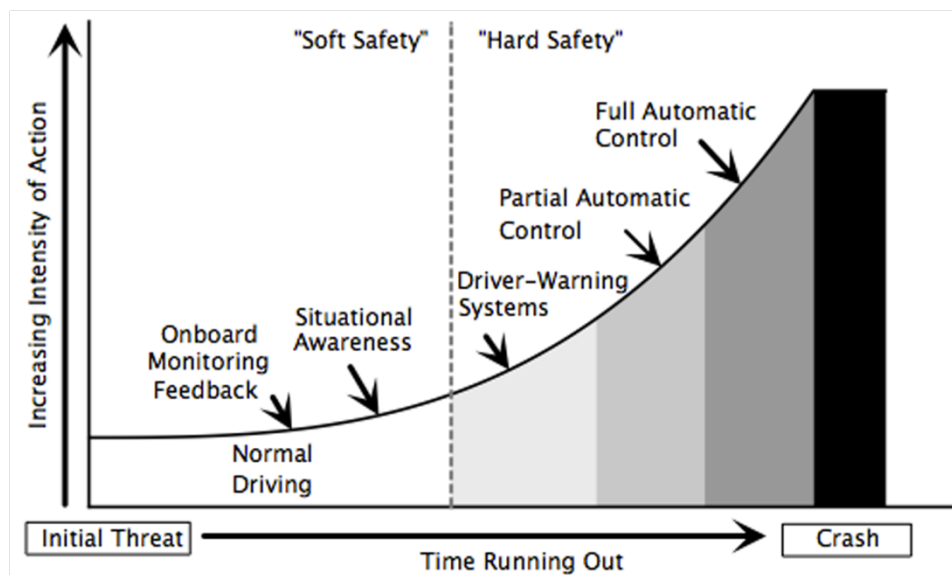 "Soft Safety"
"Hard Safety"
Full Automatic
Control
Partial Automatic
Control
Driver–Warning
Systems
Situational
Awareness
Onboard
Monitoring
Feedback
Normal
Driving
Increasing Intensity of Action
Initial Threat
Time Running Out
Crash